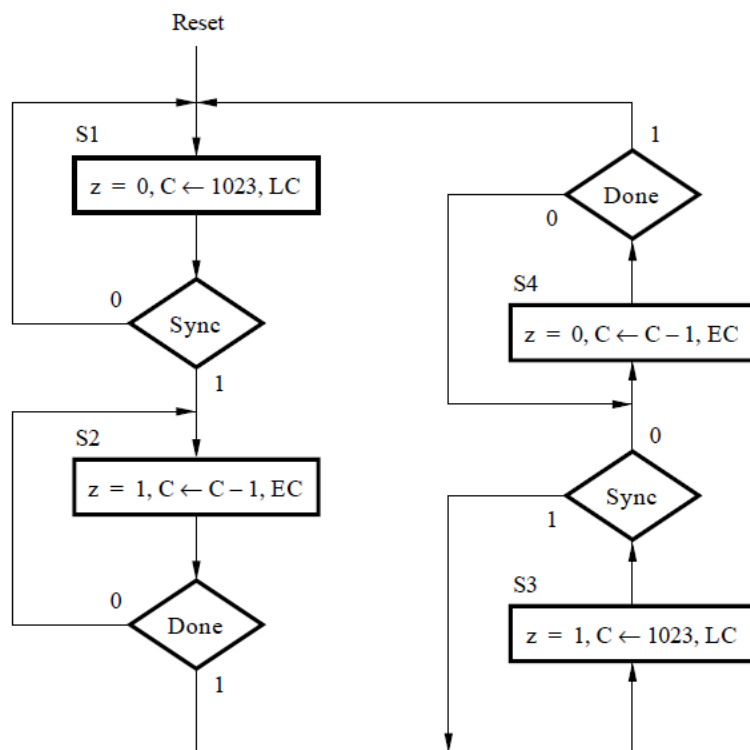 Reset
S1
z = 0, C ← 1023, LC
0
Sync
1
S2
z = 1, C ← C – 1, EC
0
Done
1
1
Done
0
S4
z = 0, C ← C – 1, EC
0
Sync
1
S3
z = 1, C ← 1023, LC